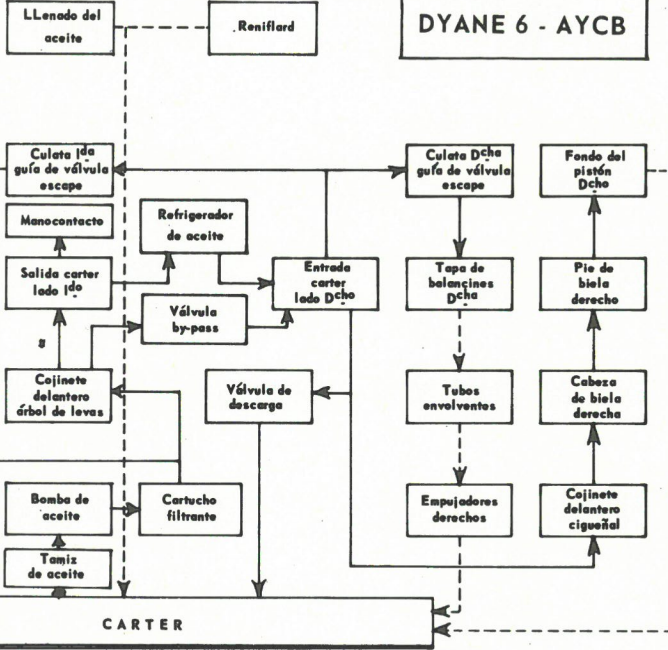 LLenado del
aceite
Reniflard
DYANE 6 - AYCB
Culata Ida
guía de válvula
escape
Culata Dcha
guía de válvula
escape
Fondo del
pistón
Dcho
Manocontacto
Refrigerador
de aceite
Salida carter
lado Ido
Entrada
carter
lado Dcho
Tapa de
balancines
Dcha
Pie de
biela
derecho
Válvula
by-pass
Cojinete
delantero
árbol de levas
Válvula de
descarga
Tubos
envolventes
Cabeza
de biela
derecha
Bomba de
aceite
Cartucho
filtrante
Empujadores
derechos
Cojinete
delantero
cigueñal
Tamiz
de aceite
CARTER